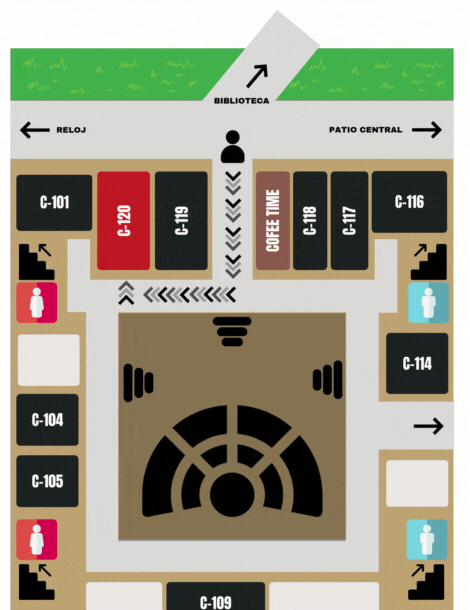 BIBLIOTECA
RELOJ
PATIO CENTRAL
C-101
C-120
C-119
COFEE TIME
C-118
C-117
C-116
C-114
C-104
C-105
C-109